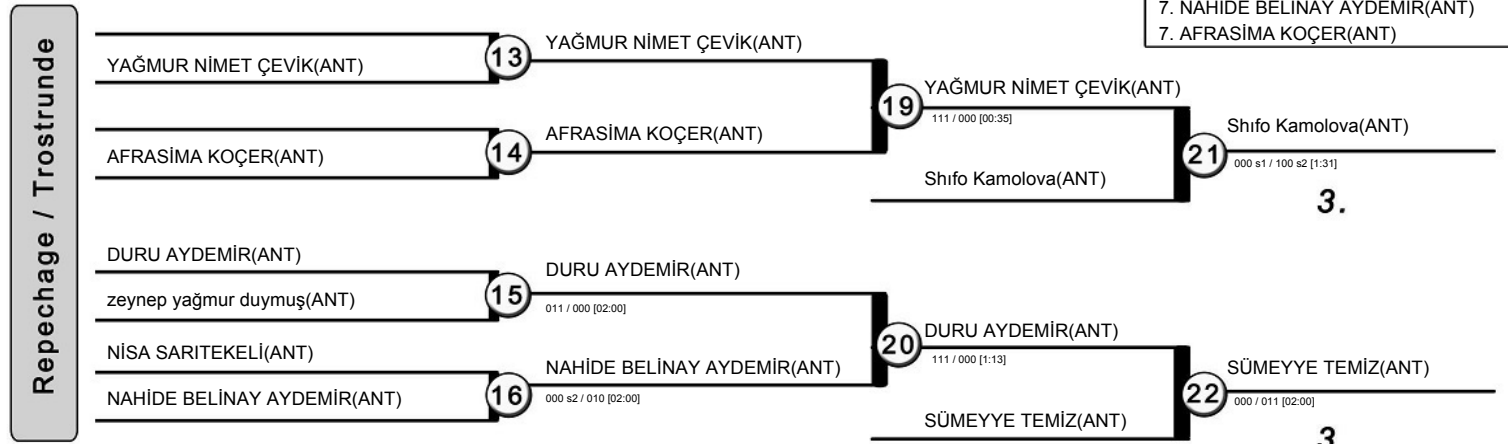 7. NAHİDE BELİNAY AYDEMİR(ANT)
7. AFRASİMA KOÇER(ANT)
Repechage / Trostrunde
YAĞMUR NİMET ÇEVİK(ANT)
13
YAĞMUR NİMET ÇEVİK(ANT)
AFRASİMA KOÇER(ANT)
14
AFRASİMA KOÇER(ANT)
19
YAĞMUR NİMET ÇEVİK(ANT)
111 / 000 [00:35]
Shıfo Kamolova(ANT)
21
Shıfo Kamolova(ANT)
000 s1 / 100 s2 [1:31]
3.
DURU AYDEMİR(ANT)
zeynep yağmur duymuş(ANT)
15
DURU AYDEMİR(ANT)
011 / 000 [02:00]
NİSA SARITEKELİ(ANT)
NAHİDE BELİNAY AYDEMİR(ANT)
16
NAHİDE BELİNAY AYDEMİR(ANT)
000 s2 / 010 [02:00]
20
DURU AYDEMİR(ANT)
111 / 000 [1:13]
SÜMEYYE TEMİZ(ANT)
22
SÜMEYYE TEMİZ(ANT)
000 / 011 [02:00]
3